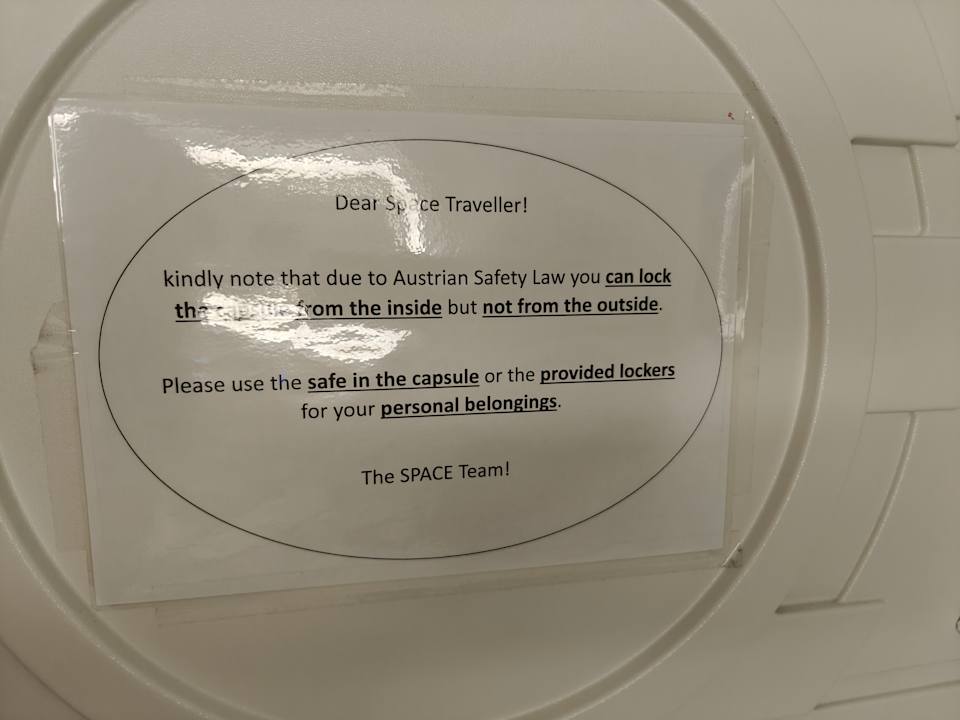 Dear Space Traveller!
kindly note that due to Austrian Safety Law you can lock
the capsule from the inside but not from the outside.
Please use the safe in the capsule or the provided lockers
for your personal belongings.
The SPACE Team!